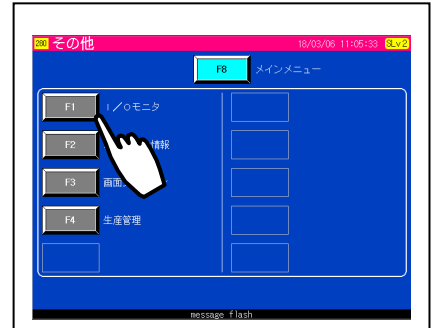 280 その他 18/03/06 11:05:33 SLv2
F8 メインメニュー
F1 I／Oモニタ
F2 情報
F3 画面
F4 生産管理
message flash